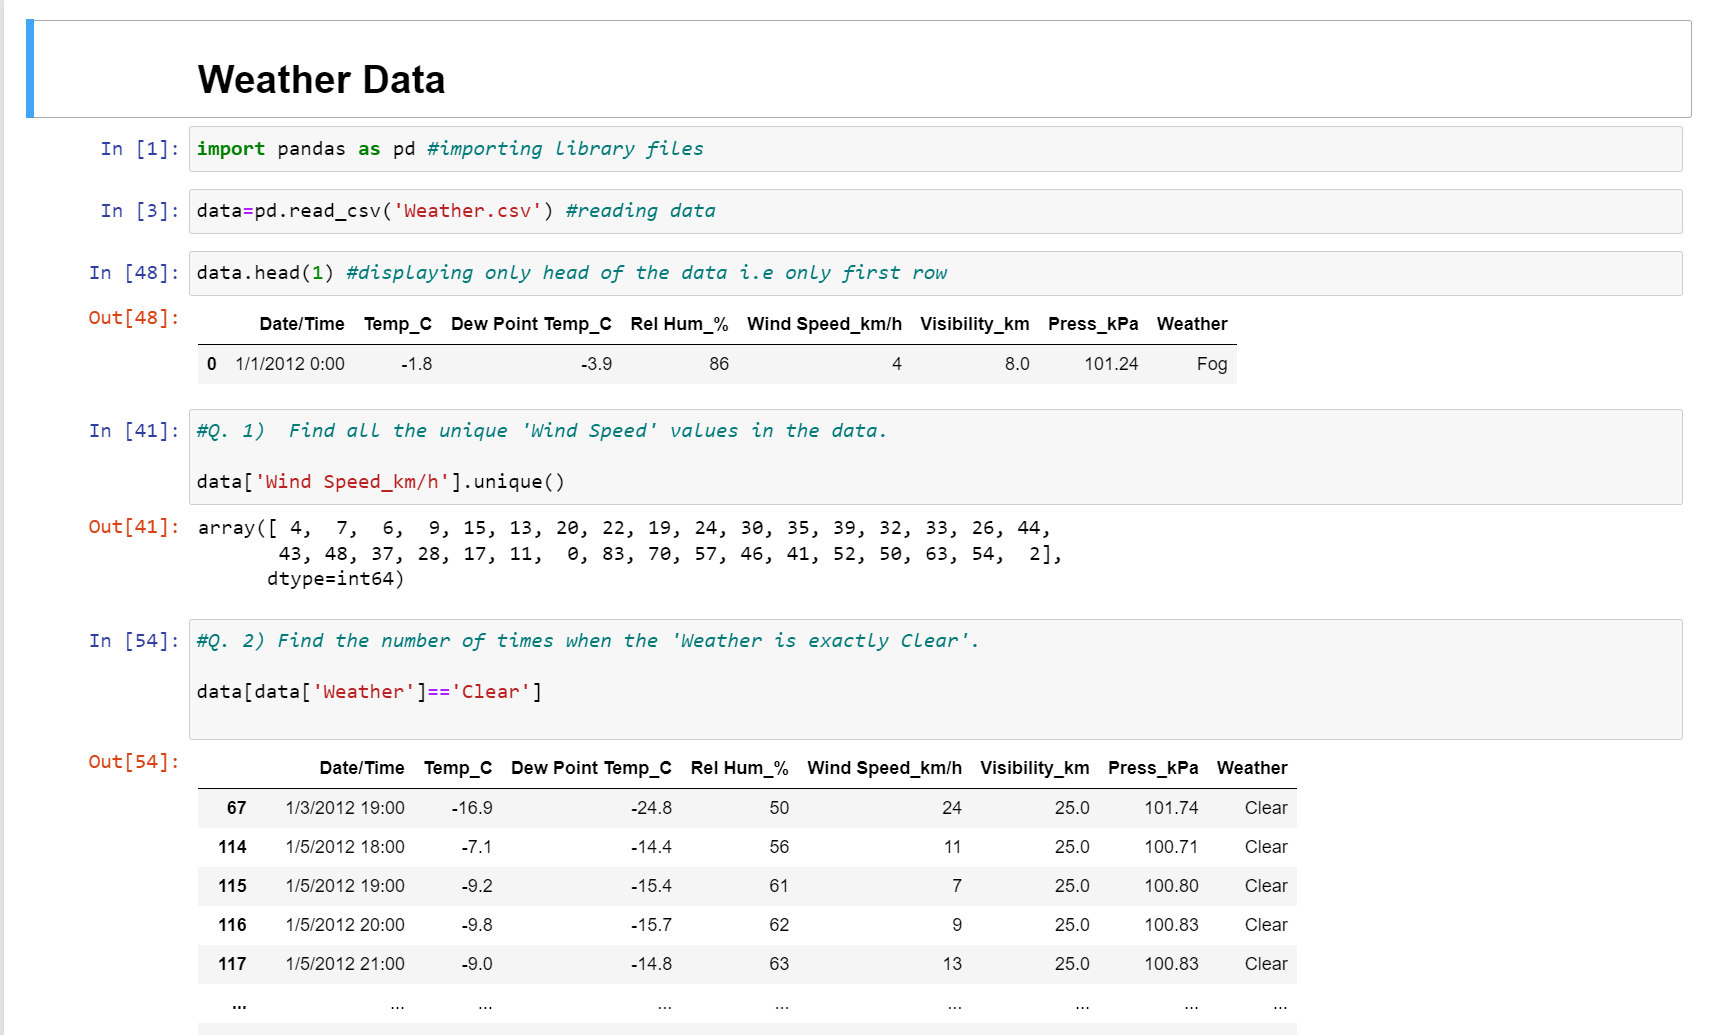 Weather Data
In [1]: import pandas as pd #importing library files
In [3]: data=pd.read_csv('Weather.csv') #reading data
In [48]: data.head(1) #displaying only head of the data i.e only first row
Out[48]: Date/Time Temp_C Dew Point Temp_C Rel Hum_% Wind Speed_km/h Visibility_km Press_kPa Weather
0 1/1/2012 0:00 -1.8 -3.9 86 4 8.0 101.24 Fog
In [41]: #Q. 1)  Find all the unique 'Wind Speed' values in the data.
data['Wind Speed_km/h'].unique()
Out[41]: array([ 4,  7,  6,  9, 15, 13, 20, 22, 19, 24, 30, 35, 39, 32, 33, 26, 44,
43, 48, 37, 28, 17, 11,  0, 83, 70, 57, 46, 41, 52, 50, 63, 54,  2],
dtype=int64)
In [54]: #Q. 2) Find the number of times when the 'Weather is exactly Clear'.
data[data['Weather']=='Clear']
Out[54]: Date/Time Temp_C Dew Point Temp_C Rel Hum_% Wind Speed_km/h Visibility_km Press_kPa Weather
67 1/3/2012 19:00 -16.9 -24.8 50 24 25.0 101.74 Clear
114 1/5/2012 18:00 -7.1 -14.4 56 11 25.0 100.71 Clear
115 1/5/2012 19:00 -9.2 -15.4 61 7 25.0 100.80 Clear
116 1/5/2012 20:00 -9.8 -15.7 62 9 25.0 100.83 Clear
117 1/5/2012 21:00 -9.0 -14.8 63 13 25.0 100.83 Clear
... ... ... ... ... ... ... ... ...